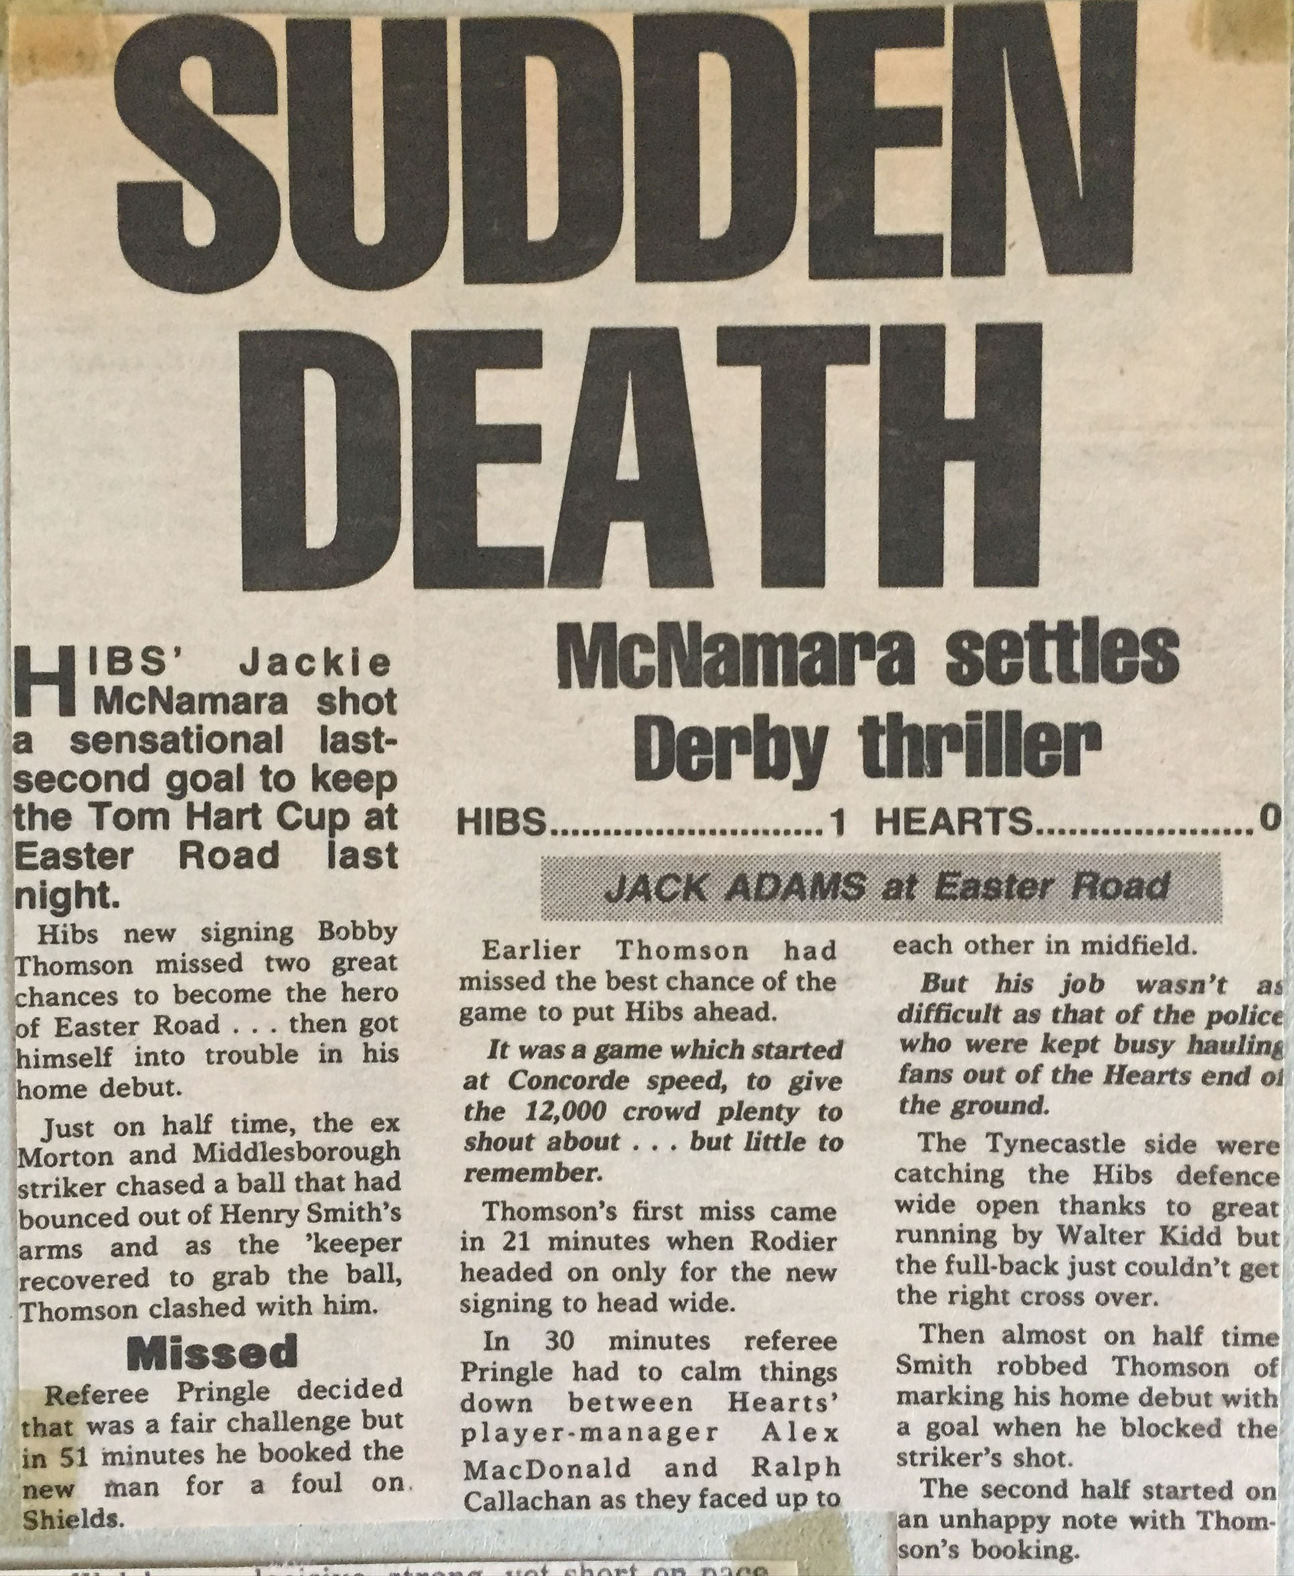 SUDDEN
DEATH
McNamara settles
Derby thriller
HIBS...........................1 HEARTS......................0
JACK ADAMS at Easter Road
HIBS' Jackie
McNamara shot
a sensational last-
second goal to keep
the Tom Hart Cup at
Easter Road last
night.
Hibs new signing Bobby
Thomson missed two great
chances to become the hero
of Easter Road . . . then got
himself into trouble in his
home debut.
Just on half time, the ex
Morton and Middlesborough
striker chased a ball that had
bounced out of Henry Smith's
arms and as the 'keeper
recovered to grab the ball,
Thomson clashed with him.
Missed
Referee Pringle decided
that was a fair challenge but
in 51 minutes he booked the
new man for a foul on
Shields.
Earlier Thomson had
missed the best chance of the
game to put Hibs ahead.
It was a game which started
at Concorde speed, to give
the 12,000 crowd plenty to
shout about . . . but little to
remember.
Thomson's first miss came
in 21 minutes when Rodier
headed on only for the new
signing to head wide.
In 30 minutes referee
Pringle had to calm things
down between Hearts'
player-manager Alex
MacDonald and Ralph
Callachan as they faced up to
each other in midfield.
But his job wasn't as
difficult as that of the police
who were kept busy hauling
fans out of the Hearts end of
the ground.
The Tynecastle side were
catching the Hibs defence
wide open thanks to great
running by Walter Kidd but
the full-back just couldn't get
the right cross over.
Then almost on half time
Smith robbed Thomson of
marking his home debut with
a goal when he blocked the
striker's shot.
The second half started on
an unhappy note with Thom-
son's booking.
decisive, strong, yet short on pace